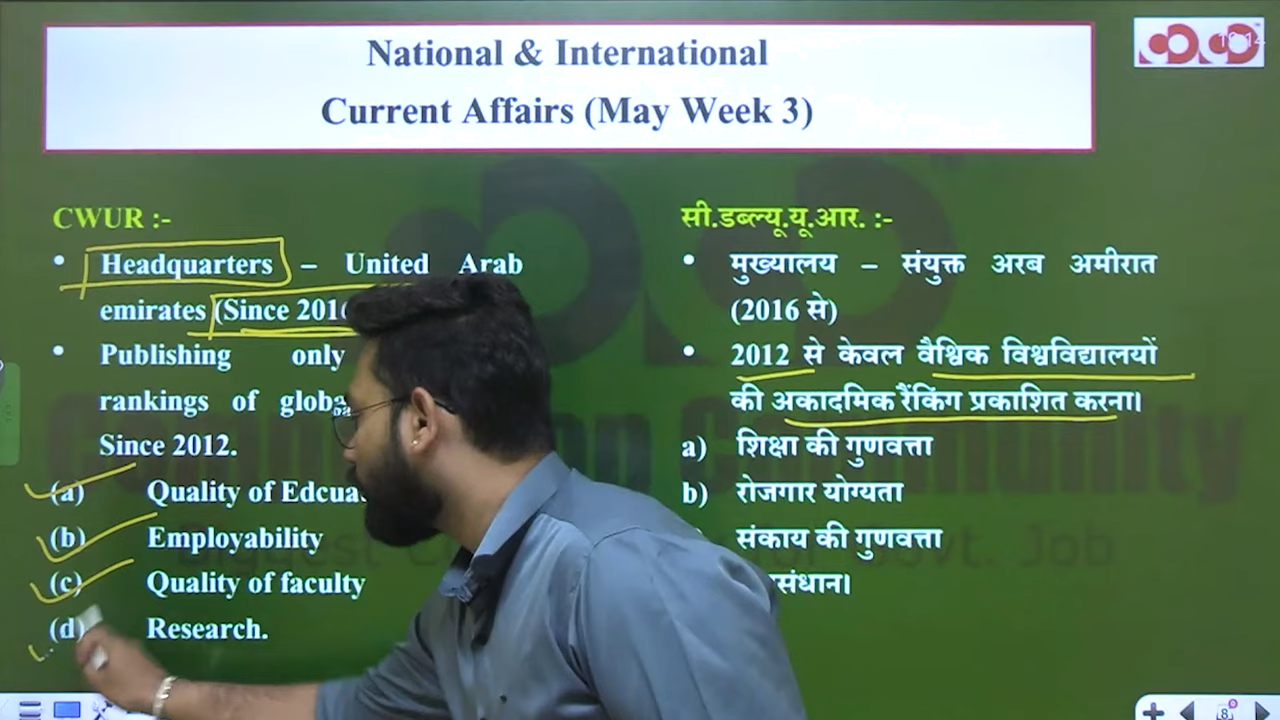 National & International
Current Affairs (May Week 3)
CWUR :-
• Headquarters – United Arab
emirates (Since 2016
• Publishing only
rankings of globa
Since 2012.
(a) Quality of Edcua
(b) Employability
(c) Quality of faculty
(d) Research.
सी.डब्ल्यू.यू.आर. :-
• मुख्यालय – संयुक्त अरब अमीरात
(2016 से)
• 2012 से केवल वैश्विक विश्वविद्यालयों
की अकादमिक रैंकिंग प्रकाशित करना।
a) शिक्षा की गुणवत्ता
b) रोजगार योग्यता
संकाय की गुणवत्ता
संधान।
8